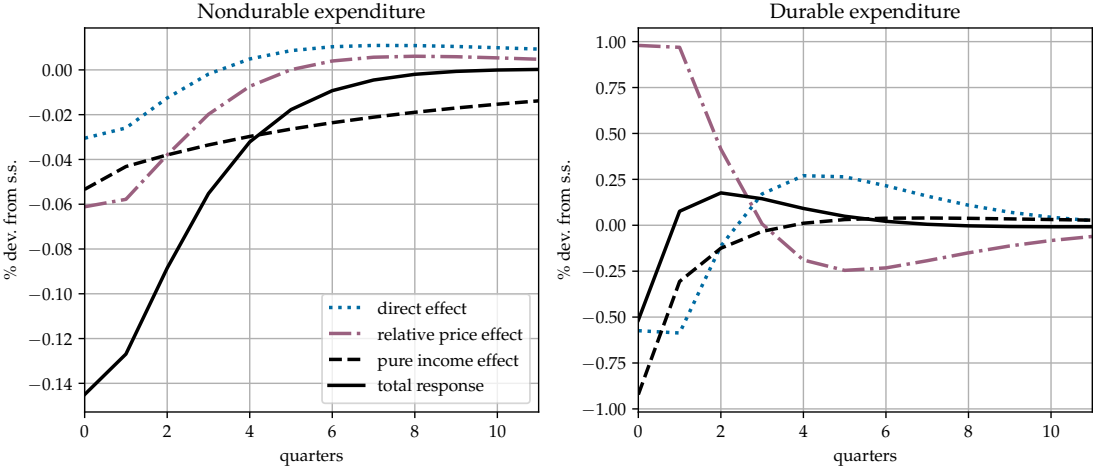 Nondurable expenditure
% dev. from s.s.
0.00
−0.02
−0.04
−0.06
−0.08
−0.10
−0.12
−0.14
direct effect
relative price effect
pure income effect
total response
0 2 4 6 8 10
quarters
Durable expenditure
% dev. from s.s.
1.00
0.75
0.50
0.25
0.00
−0.25
−0.50
−0.75
−1.00
0 2 4 6 8 10
quarters